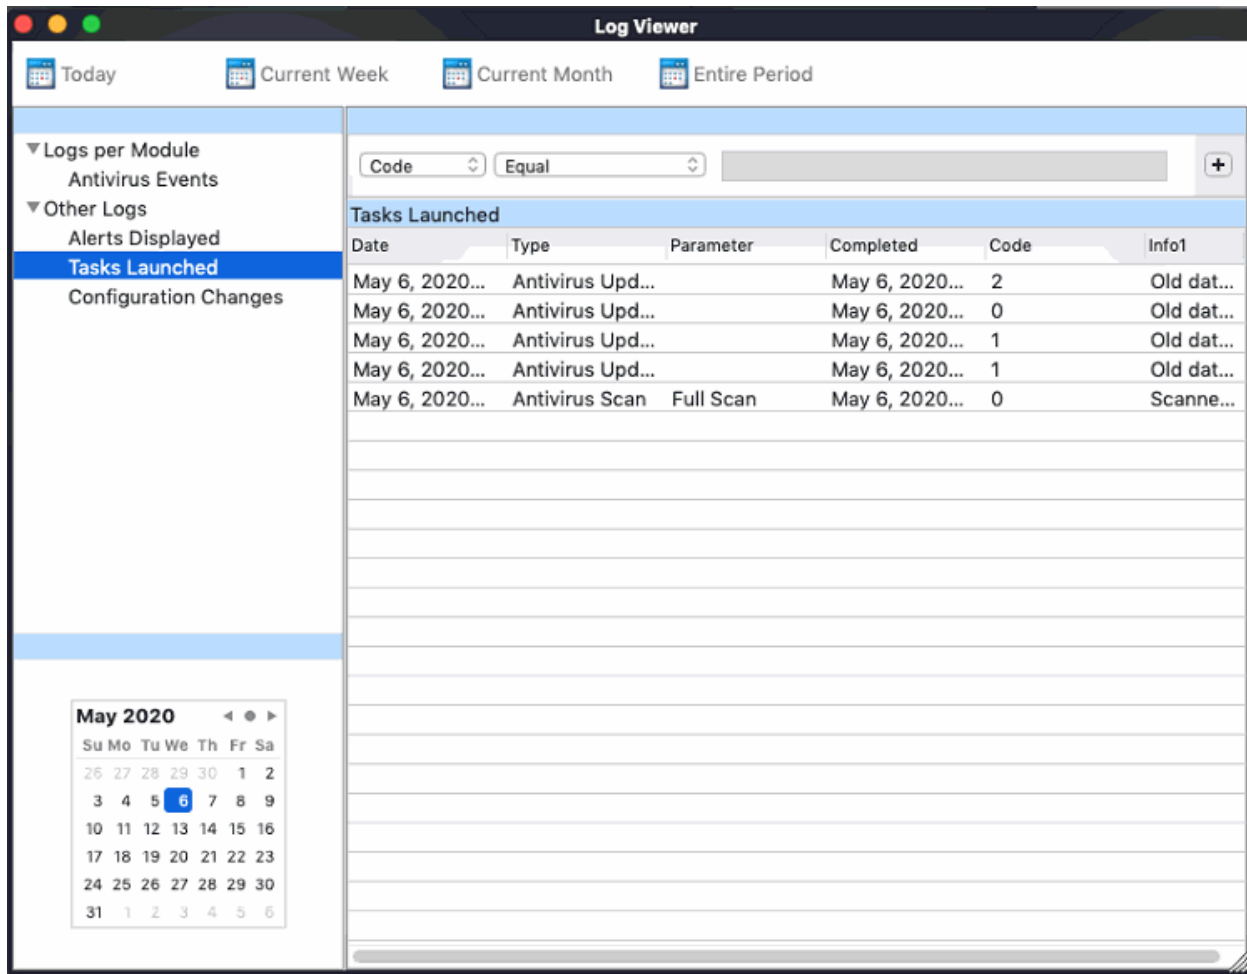 Log Viewer
Today Current Week Current Month Entire Period
Logs per Module
Antivirus Events
Other Logs
Alerts Displayed
Tasks Launched
Configuration Changes
Code Equal +
Tasks Launched
Date Type Parameter Completed Code Info1
May 6, 2020... Antivirus Upd... May 6, 2020... 2 Old dat...
May 6, 2020... Antivirus Upd... May 6, 2020... 0 Old dat...
May 6, 2020... Antivirus Upd... May 6, 2020... 1 Old dat...
May 6, 2020... Antivirus Upd... May 6, 2020... 1 Old dat...
May 6, 2020... Antivirus Scan Full Scan May 6, 2020... 0 Scanne...
May 2020
Su Mo Tu We Th Fr Sa
26 27 28 29 30 1 2
3 4 5 6 7 8 9
10 11 12 13 14 15 16
17 18 19 20 21 22 23
24 25 26 27 28 29 30
31 1 2 3 4 5 6